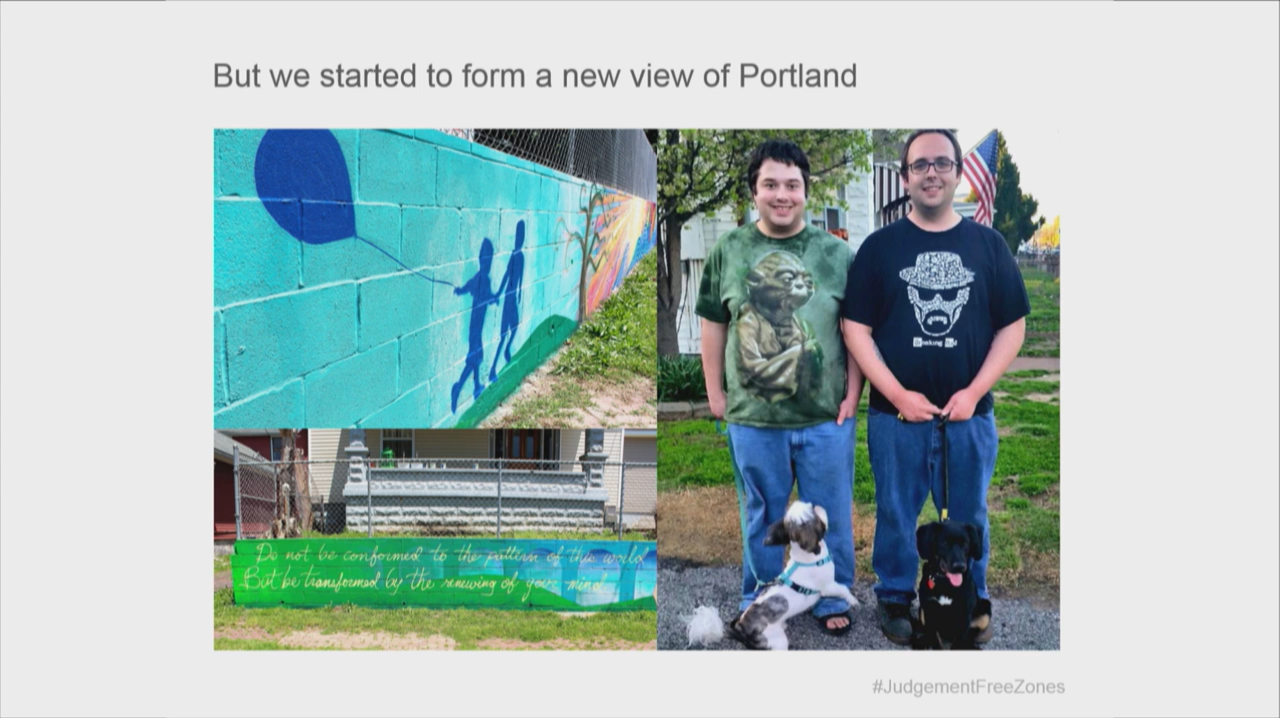 But we started to form a new view of Portland
Breaking Bad
Do not be conformed to the pattern of this world
But be transformed by the renewing of your mind
#JudgementFreeZones